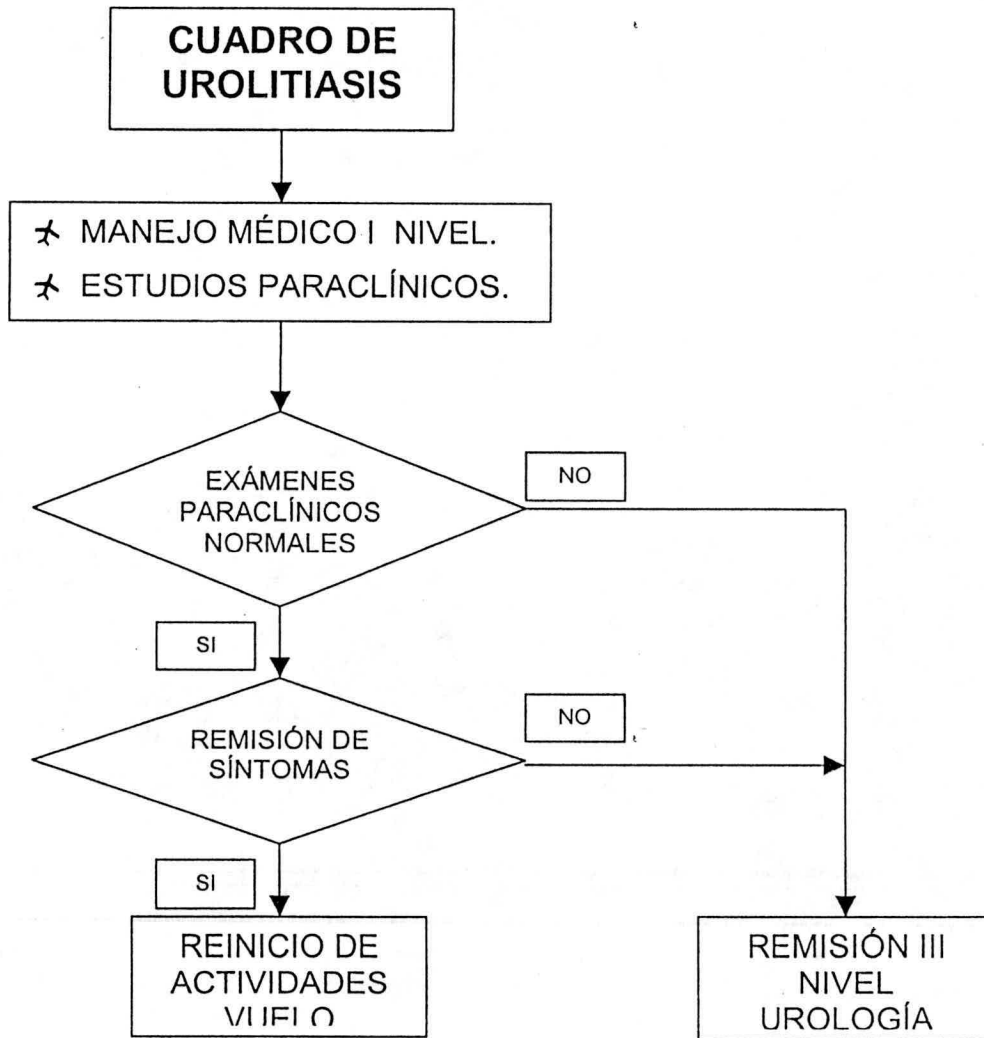 CUADRO DE
UROLITIASIS
MANEJO MÉDICO I NIVEL.
ESTUDIOS PARACLÍNICOS.
EXÁMENES
PARACLÍNICOS
NORMALES
NO
SI
REMISIÓN DE
SÍNTOMAS
NO
SI
REINICIO DE
ACTIVIDADES
VUELO
REMISIÓN III
NIVEL
UROLOGÍA